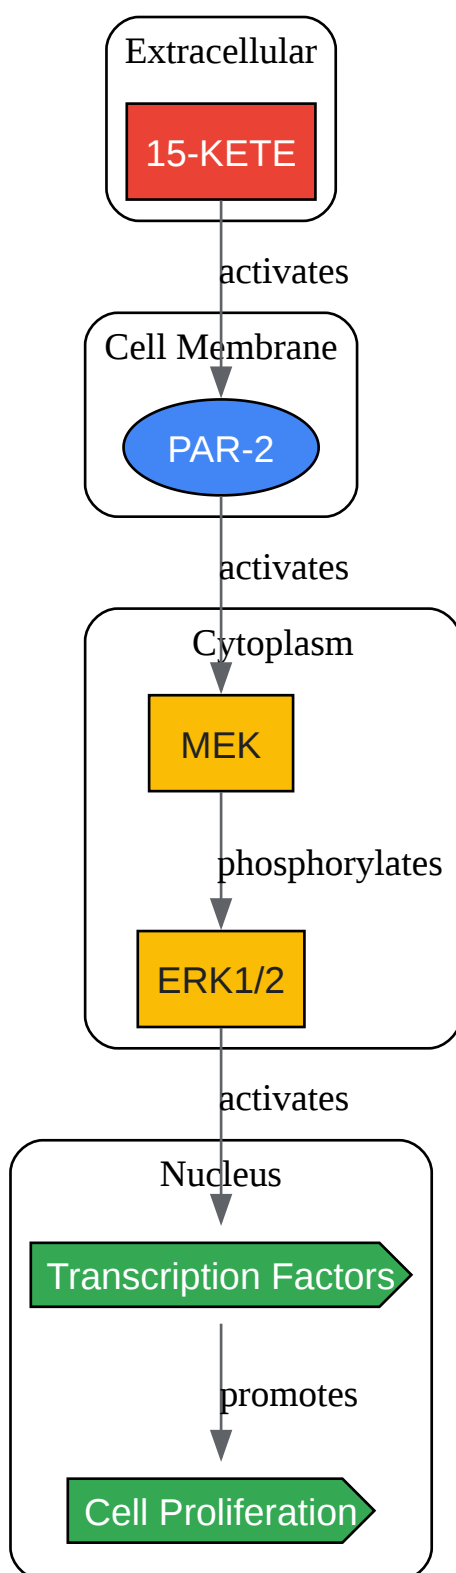 Extracellular
15-KETE
activates
Cell Membrane
PAR-2
activates
Cytoplasm
MEK
phosphorylates
ERK1/2
activates
Nucleus
Transcription Factors
promotes
Cell Proliferation